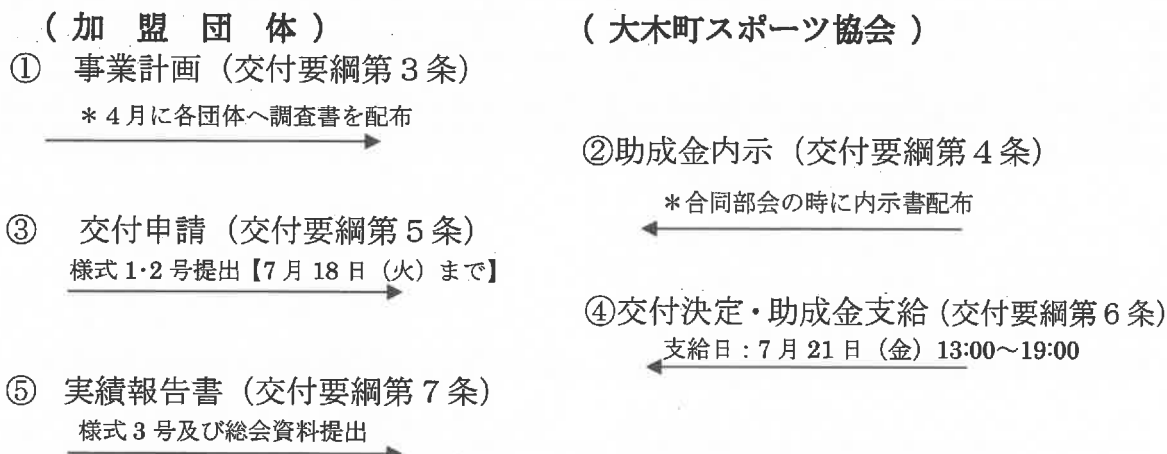 （加　盟　団　体）
（大木町スポーツ協会）
①　事業計画（交付要綱第３条）
＊４月に各団体へ調査書を配布
②助成金内示（交付要綱第４条）
＊合同部会の時に内示書配布
③　交付申請（交付要綱第５条）
様式1・2号提出【7月18日（火）まで】
④交付決定・助成金支給（交付要綱第６条）
支給日：7月21日（金）13:00～19:00
⑤　実績報告書（交付要綱第７条）
様式3号及び総会資料提出